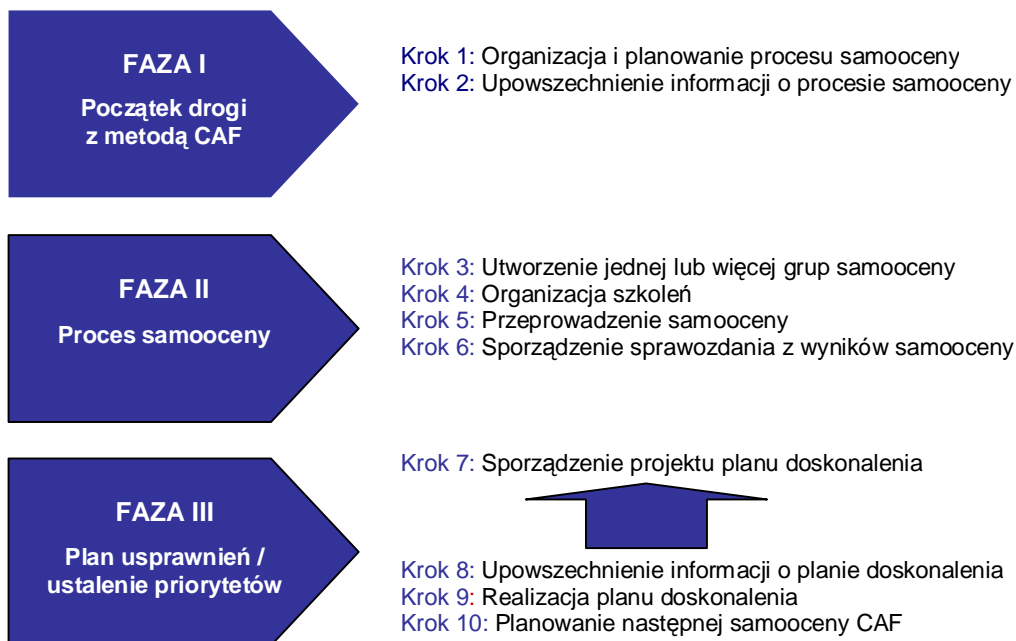 FAZA I
Początek drogi
z metodą CAF
Krok 1: Organizacja i planowanie procesu samooceny
Krok 2: Upowszechnienie informacji o procesie samooceny
FAZA II
Proces samooceny
Krok 3: Utworzenie jednej lub więcej grup samooceny
Krok 4: Organizacja szkoleń
Krok 5: Przeprowadzenie samooceny
Krok 6: Sporządzenie sprawozdania z wyników samooceny
FAZA III
Plan usprawnień /
ustalenie priorytetów
Krok 7: Sporządzenie projektu planu doskonalenia
Krok 8: Upowszechnienie informacji o planie doskonalenia
Krok 9: Realizacja planu doskonalenia
Krok 10: Planowanie następnej samooceny CAF